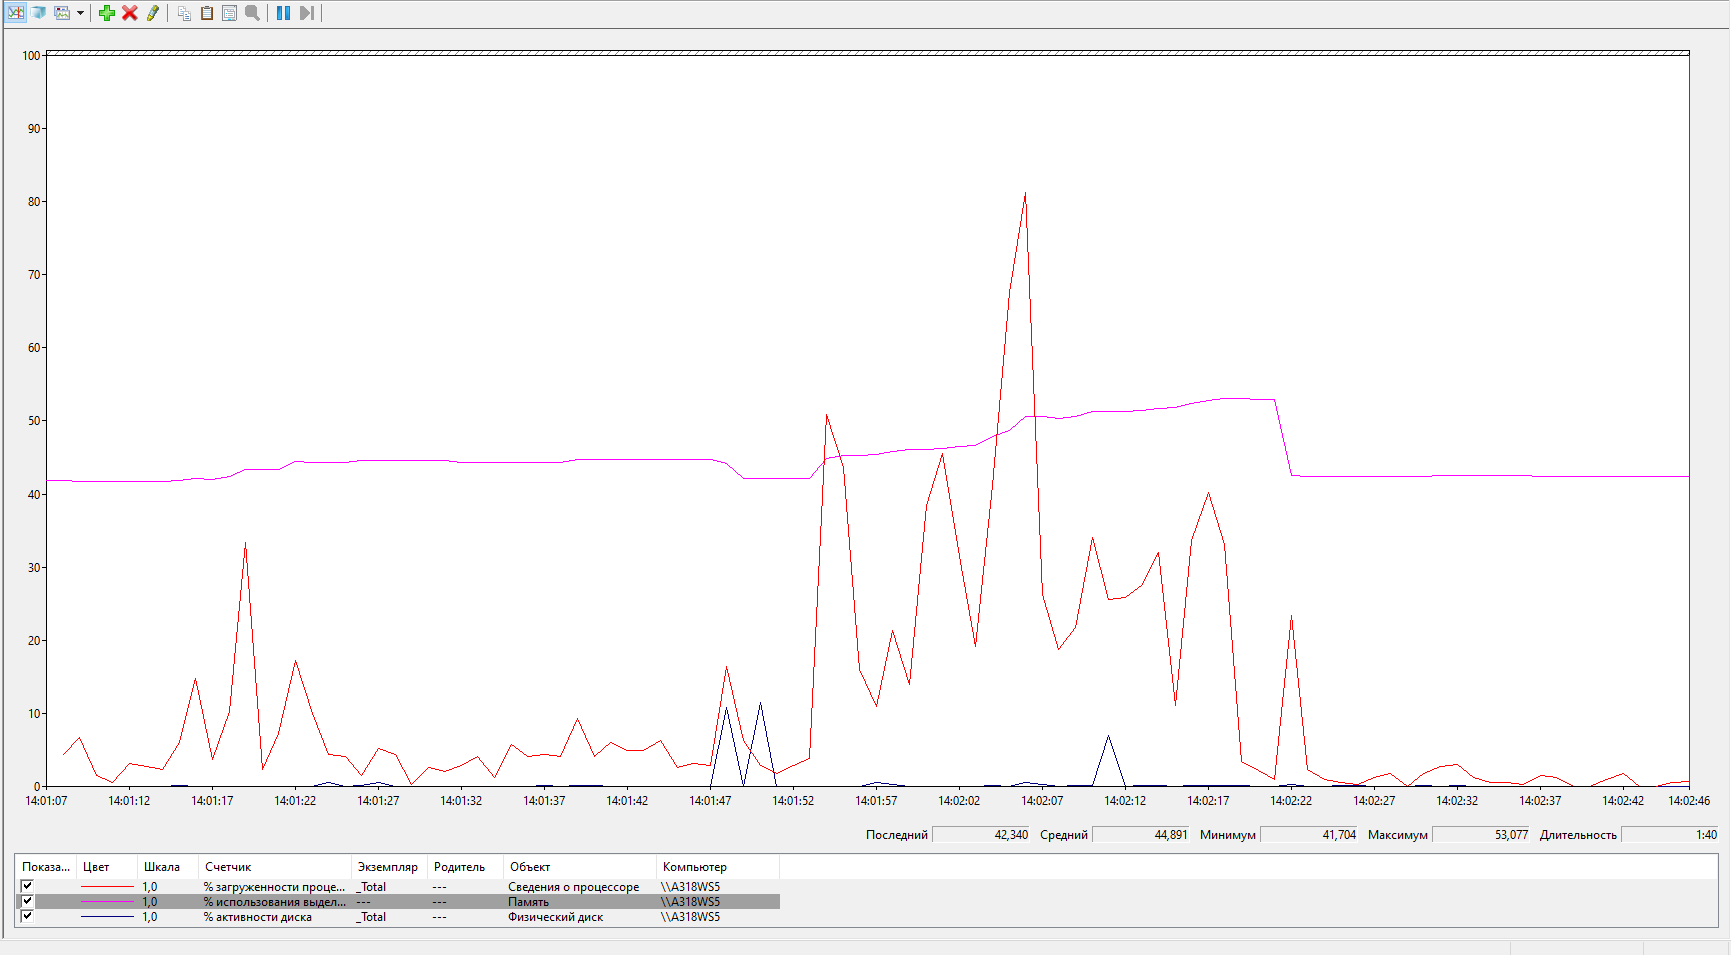 100
90
80
70
60
50
40
30
20
10
0
14:01:07 14:01:12 14:01:17 14:01:22 14:01:27 14:01:32 14:01:37 14:01:42 14:01:47 14:01:52 14:01:57 14:02:02 14:02:07 14:02:12 14:02:17 14:02:22 14:02:27 14:02:32 14:02:37 14:02:42 14:02:46
Последний 42,340 Средний 44,891 Минимум 41,704 Максимум 53,077 Длительность 1:40
Показа... Цвет Шкала Счетчик Экземпляр Родитель Объект Компьютер
1,0 % загруженности проце... _Total --- Сведения о процессоре \\A318WS5
1,0 % использования выдел... --- --- Память \\A318WS5
1,0 % активности диска _Total --- Физический диск \\A318WS5